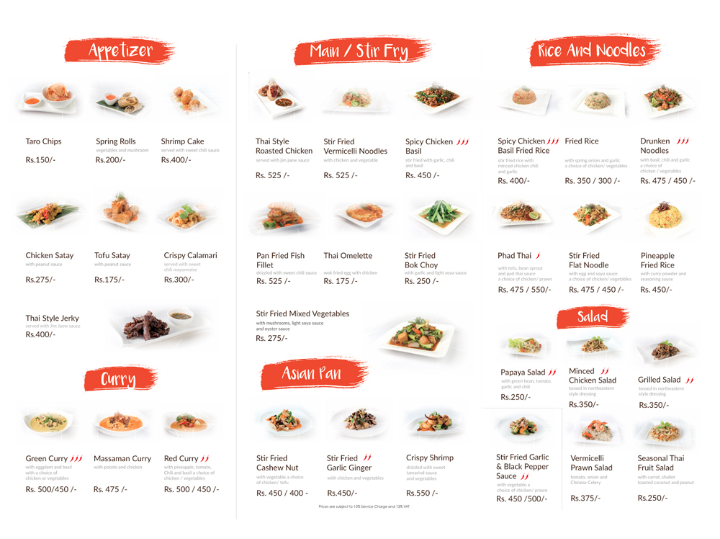 Appetizer
Taro Chips
Rs.150/-
Spring Rolls
vegetables and mushroom
Rs.200/-
Shrimp Cake
served with sweet chili sauce
Rs.400/-
Chicken Satay
with peanut sauce
Rs.275/-
Tofu Satay
with peanut sauce
Rs.175/-
Crispy Calamari
served with sweet
chili mayonnaise
Rs.300/-
Thai Style Jerky
served with Jim Jaew sauce
Rs.400/-
Curry
Green Curry
with eggplant and basil
with a choice of
chicken or vegetables
Rs. 500/450 /-
Massaman Curry
with potato and chicken
Rs. 475 /-
Red Curry
with pineapple, tomato,
Chili and basil a choice of
chicken / vegetables
Rs. 500 / 450 /-
Main / Stir Fry
Thai Style
Roasted Chicken
served with jim jaew sauce
Rs. 525 /-
Stir Fried
Vermicelli Noodles
with chicken and vegetable
Rs. 525 /-
Spicy Chicken
Basil
stir fried with garlic, chili
and basil
Rs. 450 /-
Pan Fried Fish
Fillet
drizzled with sweet chili sauce
Rs. 525 /-
Thai Omelette
wok fried egg with chicken
Rs. 175 /-
Stir Fried
Bok Choy
with garlic and light soya sauce
Rs. 250 /-
Stir Fried Mixed Vegetables
with mushrooms, light soya sauce
and oyster sauce
Rs. 275/-
Asian Pan
Stir Fried
Cashew Nut
with vegetable a choice
of chicken/ tofu
Rs. 450 / 400 -
Stir Fried
Garlic Ginger
with chicken and vegetables
Rs.450/-
Crispy Shrimp
drizzled with sweet
tamarind sauce
and vegetables
Rs.550 /-
Prices are subject to 10% Service Charge and 13% VAT
Rice And Noodles
Spicy Chicken
Basil Fried Rice
stir fried rice with
minced chicken chili
and garlic
Rs. 400/-
Fried Rice
with spring onion and garlic
a choice of chicken/ vegetables
Rs. 350 / 300 /-
Drunken
Noodles
with basil, chili and garlic
a choice of
chicken / vegetables
Rs. 475 / 450 /-
Phad Thai
with tofu, bean sprout
and pad thai sauce
a choice of chicken/ prawn
Rs. 475 / 550/-
Stir Fried
Flat Noodle
with egg and soya sauce
a choice of chicken/ vegetables
Rs. 475 / 450 /-
Pineapple
Fried Rice
with curry powder and
seasoning sauce
Rs. 450/-
Salad
Papaya Salad
with green bean, tomato,
garlic and chili
Rs.250/-
Minced
Chicken Salad
tossed in northeastern
style dressing
Rs.350/-
Grilled Salad
tossed in northeastern
style dressing
Rs.350/-
Stir Fried Garlic
& Black Pepper
Sauce
with vegetable a
choice of chicken/ prawn
Rs. 450 /500/-
Vermicelli
Prawn Salad
tomato, onion and
Chinese Celery
Rs.375/-
Seasonal Thai
Fruit Salad
with carrot, shaked
toasted coconut and peanut
Rs.250/-